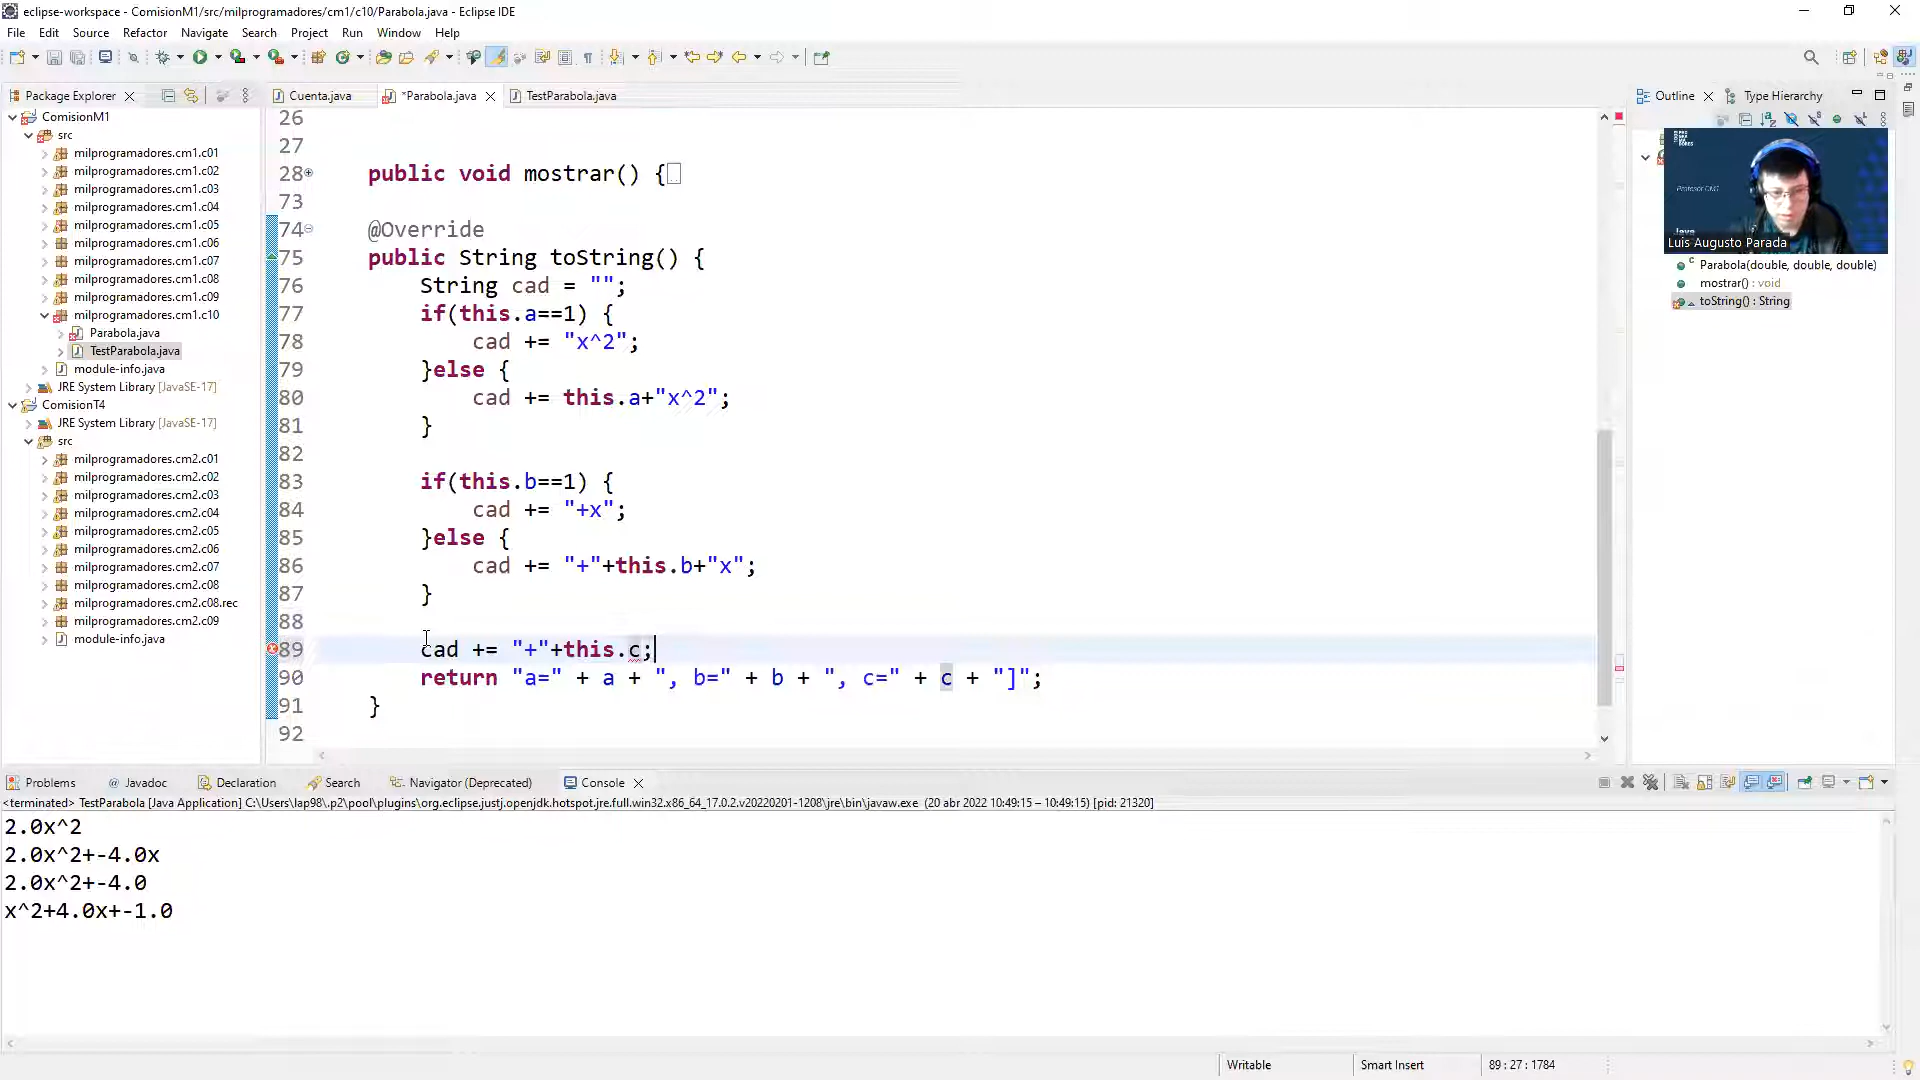 eclipse-workspace - ComisionM1/src/milprogramadores/cm1/c10/Parabola.java - Eclipse IDE
File Edit Source Refactor Navigate Search Project Run Window Help
Package Explorer
ComisionM1
src
milprogramadores.cm1.c01
milprogramadores.cm1.c02
milprogramadores.cm1.c03
milprogramadores.cm1.c04
milprogramadores.cm1.c05
milprogramadores.cm1.c06
milprogramadores.cm1.c07
milprogramadores.cm1.c08
milprogramadores.cm1.c09
milprogramadores.cm1.c10
Parabola.java
TestParabola.java
module-info.java
JRE System Library [JavaSE-17]
ComisionT4
JRE System Library [JavaSE-17]
src
milprogramadores.cm2.c01
milprogramadores.cm2.c02
milprogramadores.cm2.c03
milprogramadores.cm2.c04
milprogramadores.cm2.c05
milprogramadores.cm2.c06
milprogramadores.cm2.c07
milprogramadores.cm2.c08
milprogramadores.cm2.c08.rec
milprogramadores.cm2.c09
module-info.java
Cuenta.java *Parabola.java TestParabola.java
26
27
28 public void mostrar() {
73
74 @Override
75 public String toString() {
76 String cad = "";
77 if(this.a==1) {
78 cad += "x^2";
79 }else {
80 cad += this.a+"x^2";
81 }
82
83 if(this.b==1) {
84 cad += "+x";
85 }else {
86 cad += "+"+this.b+"x";
87 }
88
89 cad += "+"+this.c;
90 return "a=" + a + ", b=" + b + ", c=" + c + "]";
91 }
92
Outline Type Hierarchy
PRO
GRA
MA
DORES
Profesor CM1
Java
Luis Augusto Parada
Parabola(double, double, double)
mostrar() : void
toString() : String
Problems Javadoc Declaration Search Navigator (Deprecated) Console
<terminated> TestParabola [Java Application] C:\Users\lap98\.p2\pool\plugins\org.eclipse.justj.openjdk.hotspot.jre.full.win32.x86_64_17.0.2.v20220201-1208\jre\bin\javaw.exe (20 abr 2022 10:49:15 – 10:49:15) [pid: 21320]
2.0x^2
2.0x^2+-4.0x
2.0x^2+-4.0
x^2+4.0x+-1.0
Writable Smart Insert 89 : 27 : 1784